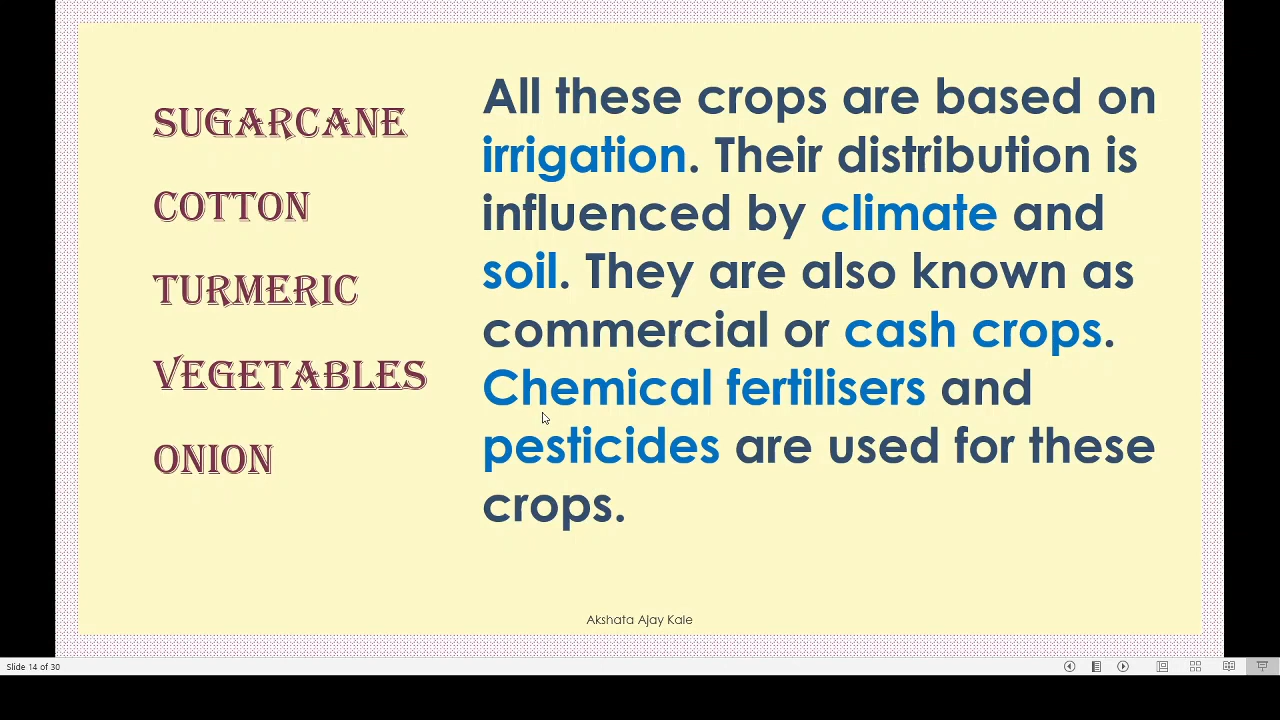 SUGARCANE
COTTON
TURMERIC
VEGETABLES
ONION
All these crops are based on
irrigation. Their distribution is
influenced by climate and
soil. They are also known as
commercial or cash crops.
Chemical fertilisers and
pesticides are used for these
crops.
Akshata Ajay Kale
Slide 14 of 30